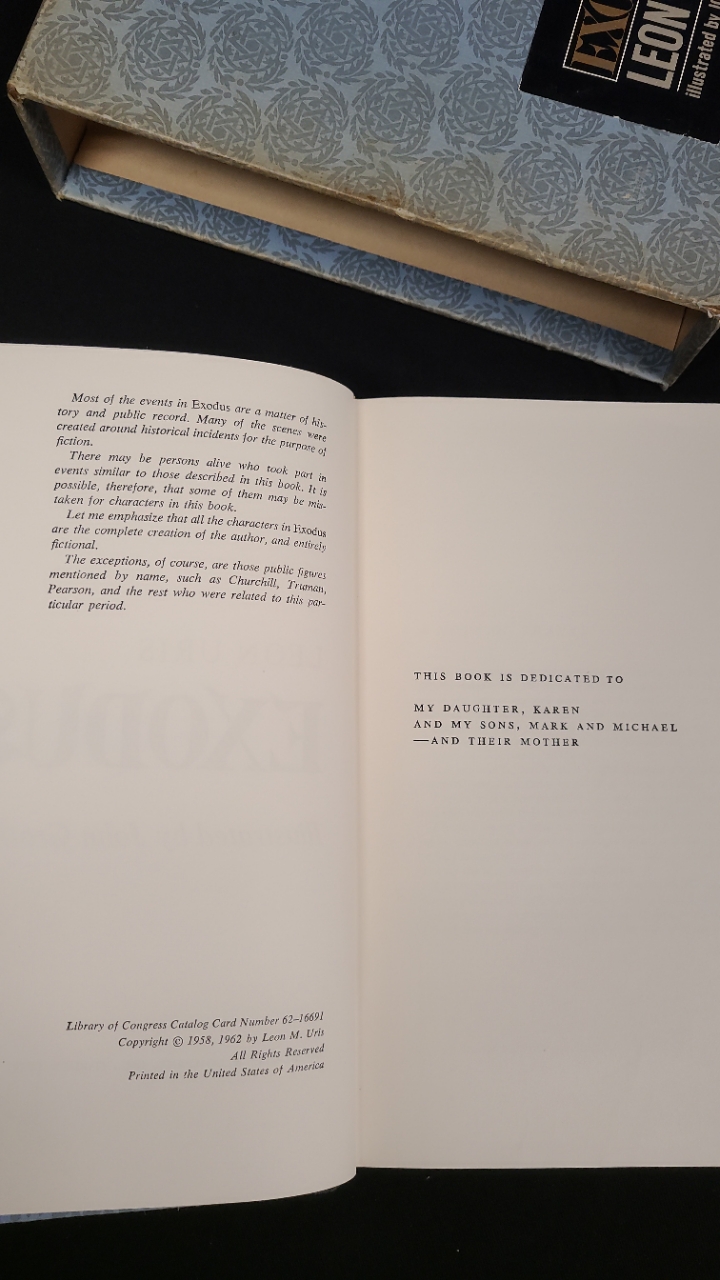 EXO
LEON
illustrated by
Most of the events in Exodus are a matter of his-
tory and public record. Many of the scenes were
created around historical incidents for the purpose of
fiction.
There may be persons alive who took part in
events similar to those described in this book. It is
possible, therefore, that some of them may be mis-
taken for characters in this book.
Let me emphasize that all the characters in Exodus
are the complete creation of the author, and entirely
fictional.
The exceptions, of course, are those public figures
mentioned by name, such as Churchill, Truman,
Pearson, and the rest who were related to this par-
ticular period.
Library of Congress Catalog Card Number 62-16691
Copyright © 1958, 1962 by Leon M. Uris
All Rights Reserved
Printed in the United States of America
THIS BOOK IS DEDICATED TO
MY DAUGHTER, KAREN
AND MY SONS, MARK AND MICHAEL
—AND THEIR MOTHER